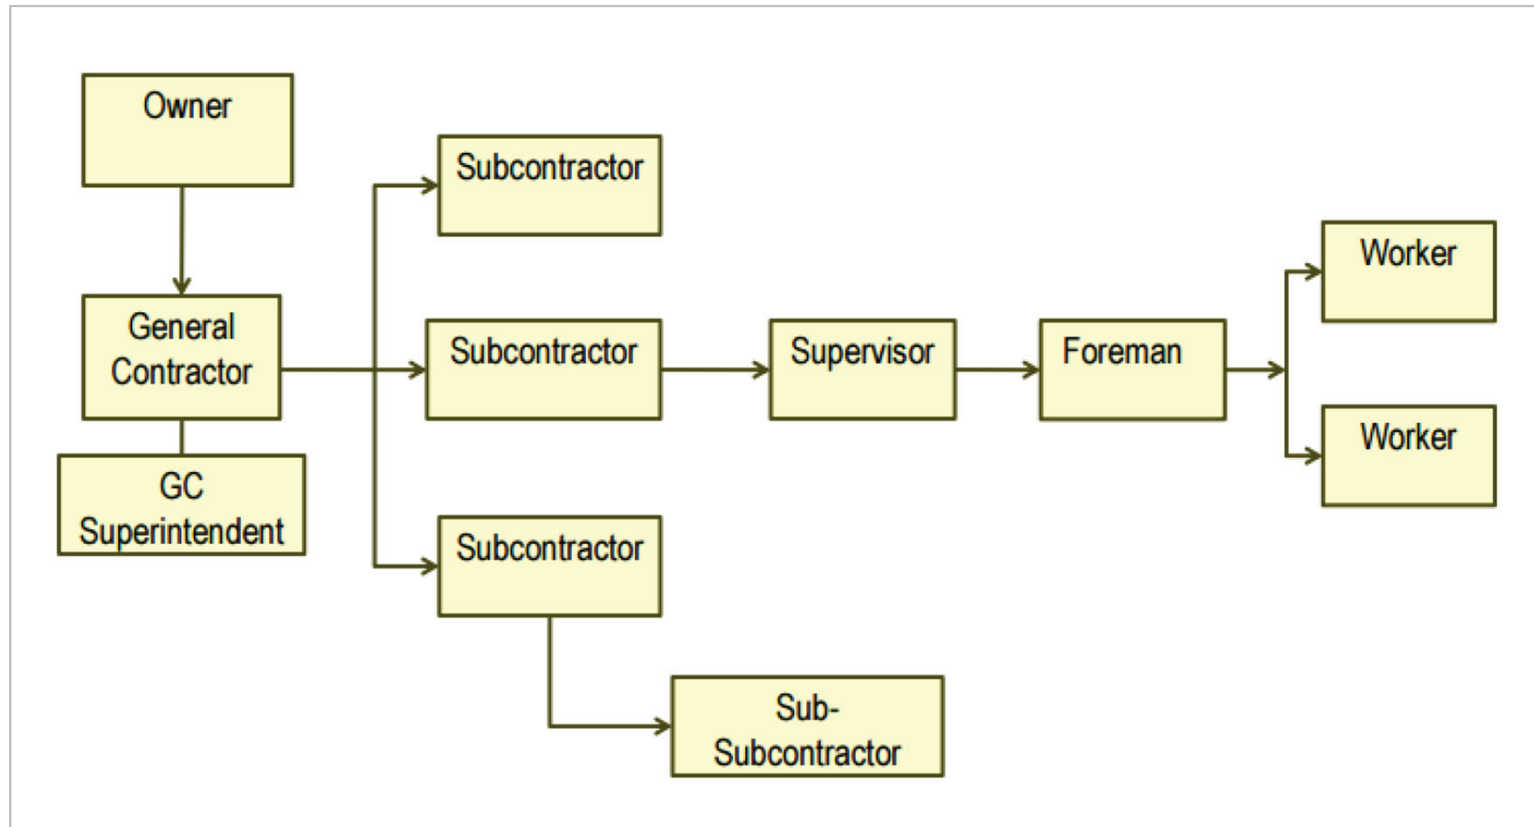 Owner
General
Contractor
GC
Superintendent
Subcontractor
Subcontractor
Subcontractor
Sub-
Subcontractor
Supervisor
Foreman
Worker
Worker